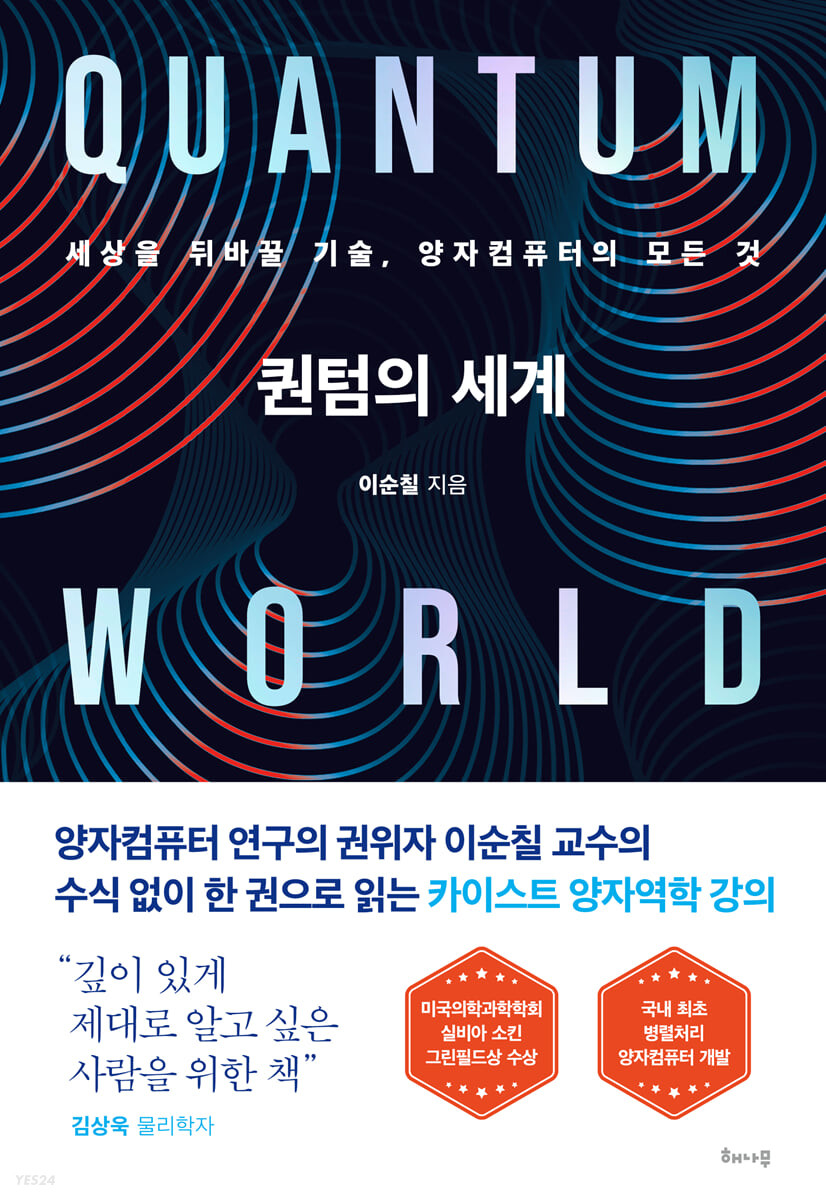 QUANTUM
세상을 뒤바꿀 기술, 양자컴퓨터의 모든 것
퀀텀의 세계
이순칠 지음
WORLD
양자컴퓨터 연구의 권위자 이순칠 교수의
수식 없이 한 권으로 읽는 카이스트 양자역학 강의
“깊이 있게
제대로 알고 싶은
사람을 위한 책”
김상욱 물리학자
미국의학과학학회
실비아 소킨
그린필드상 수상
국내 최초
병렬처리
양자컴퓨터 개발
해나무
YES24